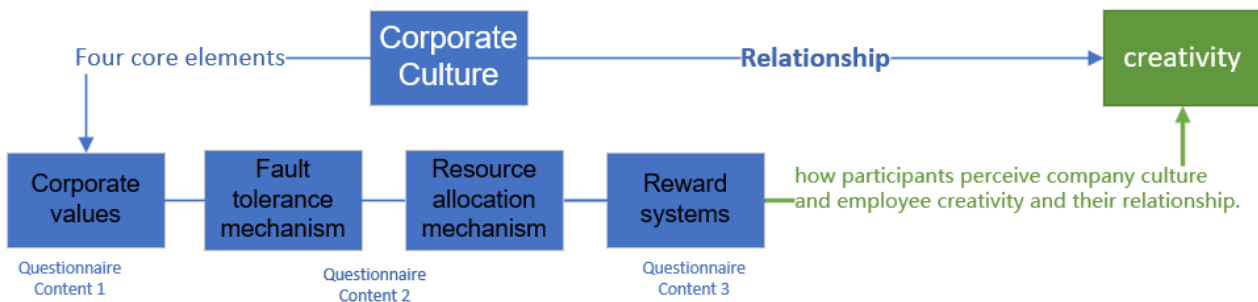 Corporate
Culture
Four core elements
Relationship
creativity
Corporate
values
Fault
tolerance
mechanism
Resource
allocation
mechanism
Reward
systems
how participants perceive company culture
and employee creativity and their relationship.
Questionnaire
Content 1
Questionnaire
Content 2
Questionnaire
Content 3